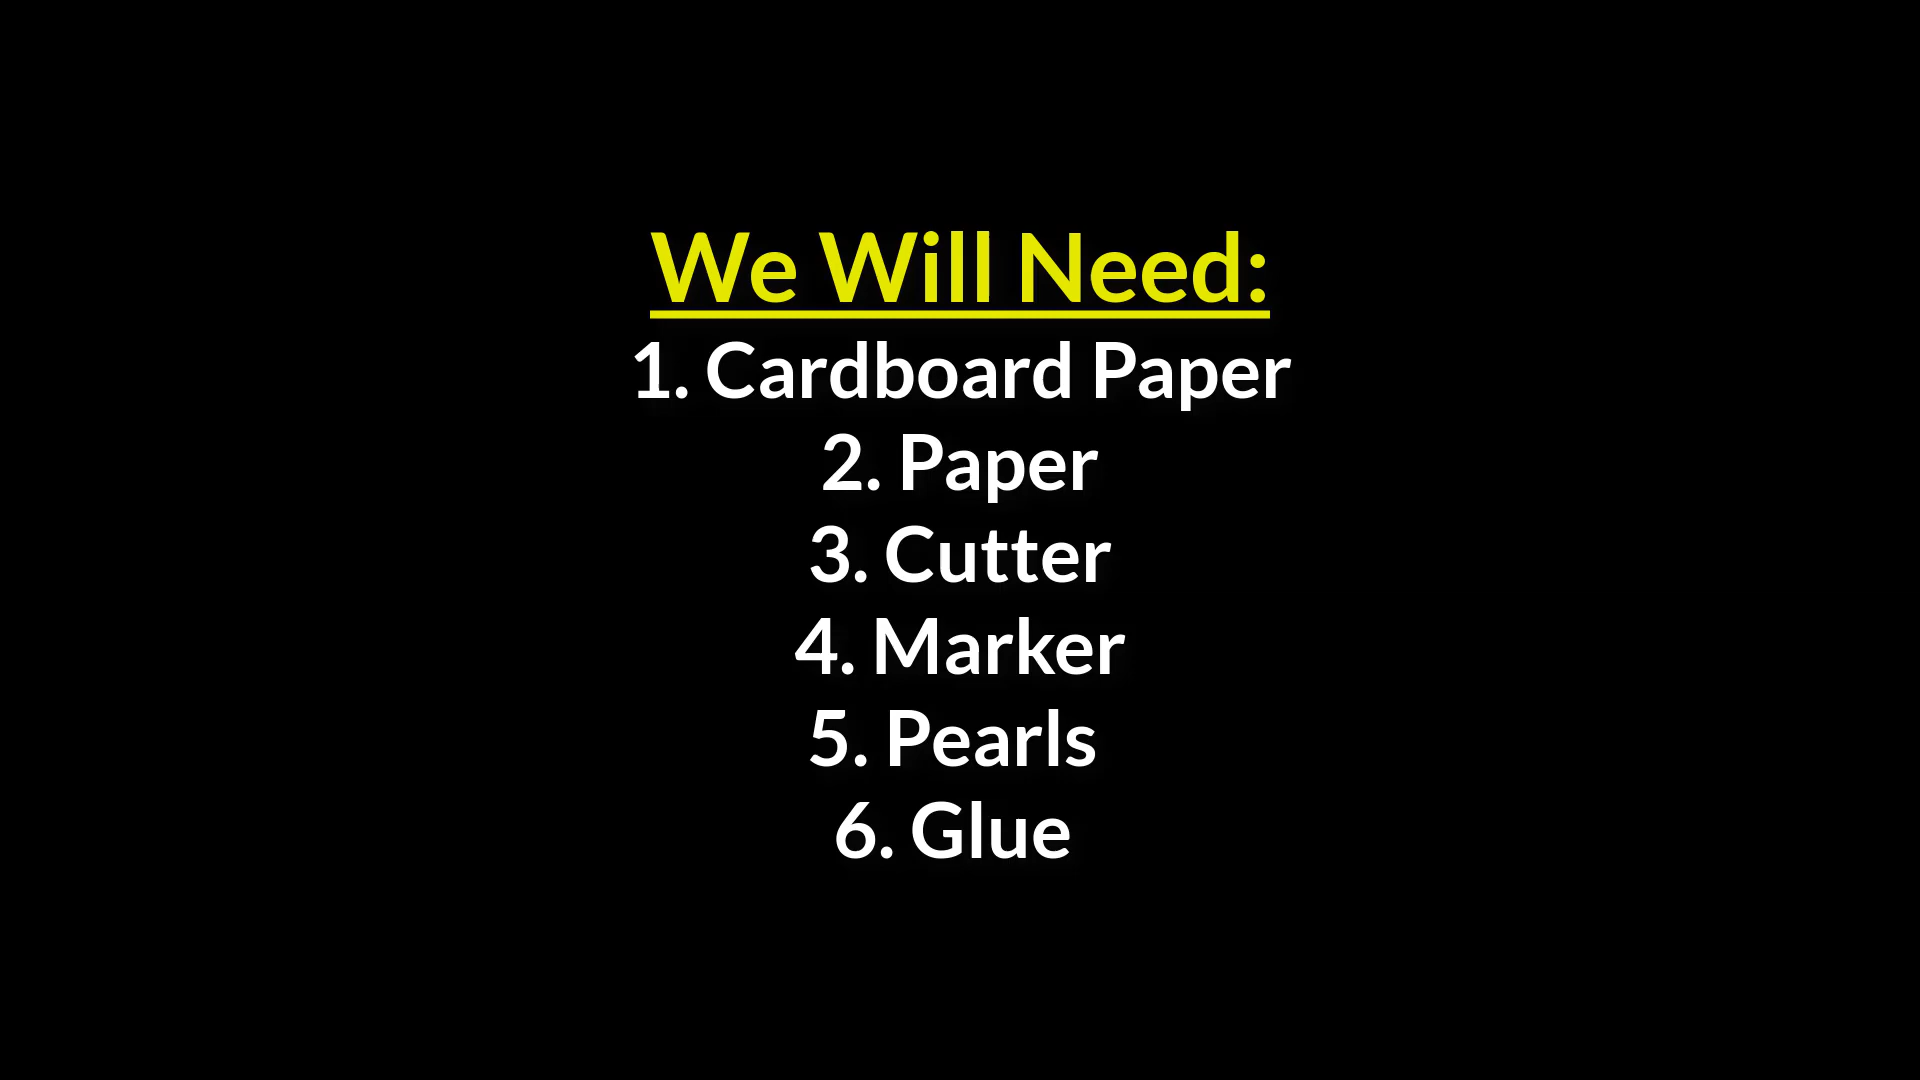 We Will Need:
1. Cardboard Paper
2. Paper
3. Cutter
4. Marker
5. Pearls
6. Glue